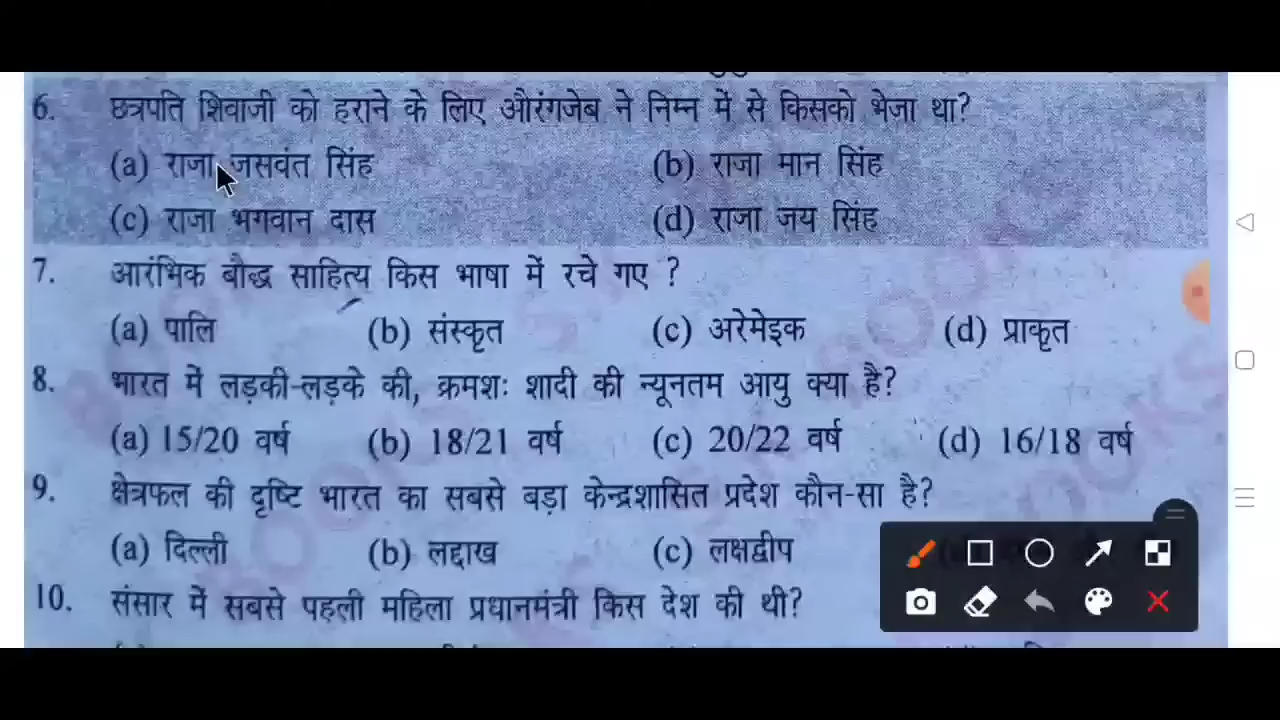 6. छत्रपति शिवाजी को हराने के लिए औरंगजेब ने निम्न में से किसको भेजा था?
(a) राजा जसवंत सिंह (b) राजा मान सिंह
(c) राजा भगवान दास (d) राजा जय सिंह
7. आरंभिक बौद्ध साहित्य किस भाषा में रचे गए ?
(a) पालि (b) संस्कृत (c) अरेमेइक (d) प्राकृत
8. भारत में लड़की-लड़के की, क्रमशः शादी की न्यूनतम आयु क्या है?
(a) 15/20 वर्ष (b) 18/21 वर्ष (c) 20/22 वर्ष (d) 16/18 वर्ष
9. क्षेत्रफल की दृष्टि भारत का सबसे बड़ा केन्द्रशासित प्रदेश कौन-सा है?
(a) दिल्ली (b) लद्दाख (c) लक्षद्वीप
10. संसार में सबसे पहली महिला प्रधानमंत्री किस देश की थी?